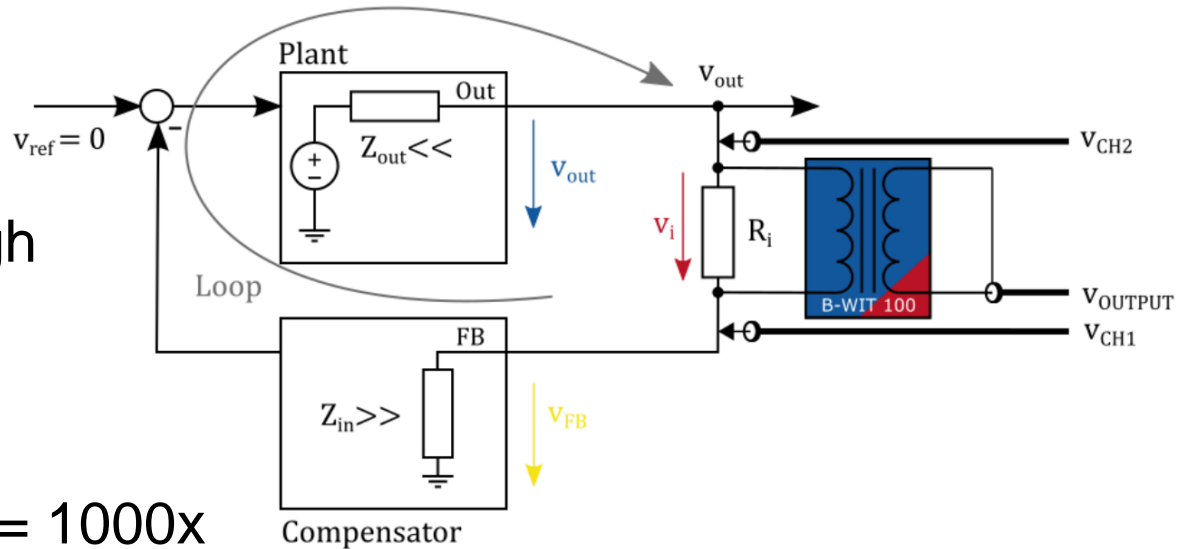 Plant
Out
v_out
v_ref = 0
-
Z_out<<
+
−
v_out
v_CH2
gh
v_i
R_i
Loop
B-WIT 100
v_OUTPUT
v_CH1
FB
Z_in>>
v_FB
= 1000x
Compensator